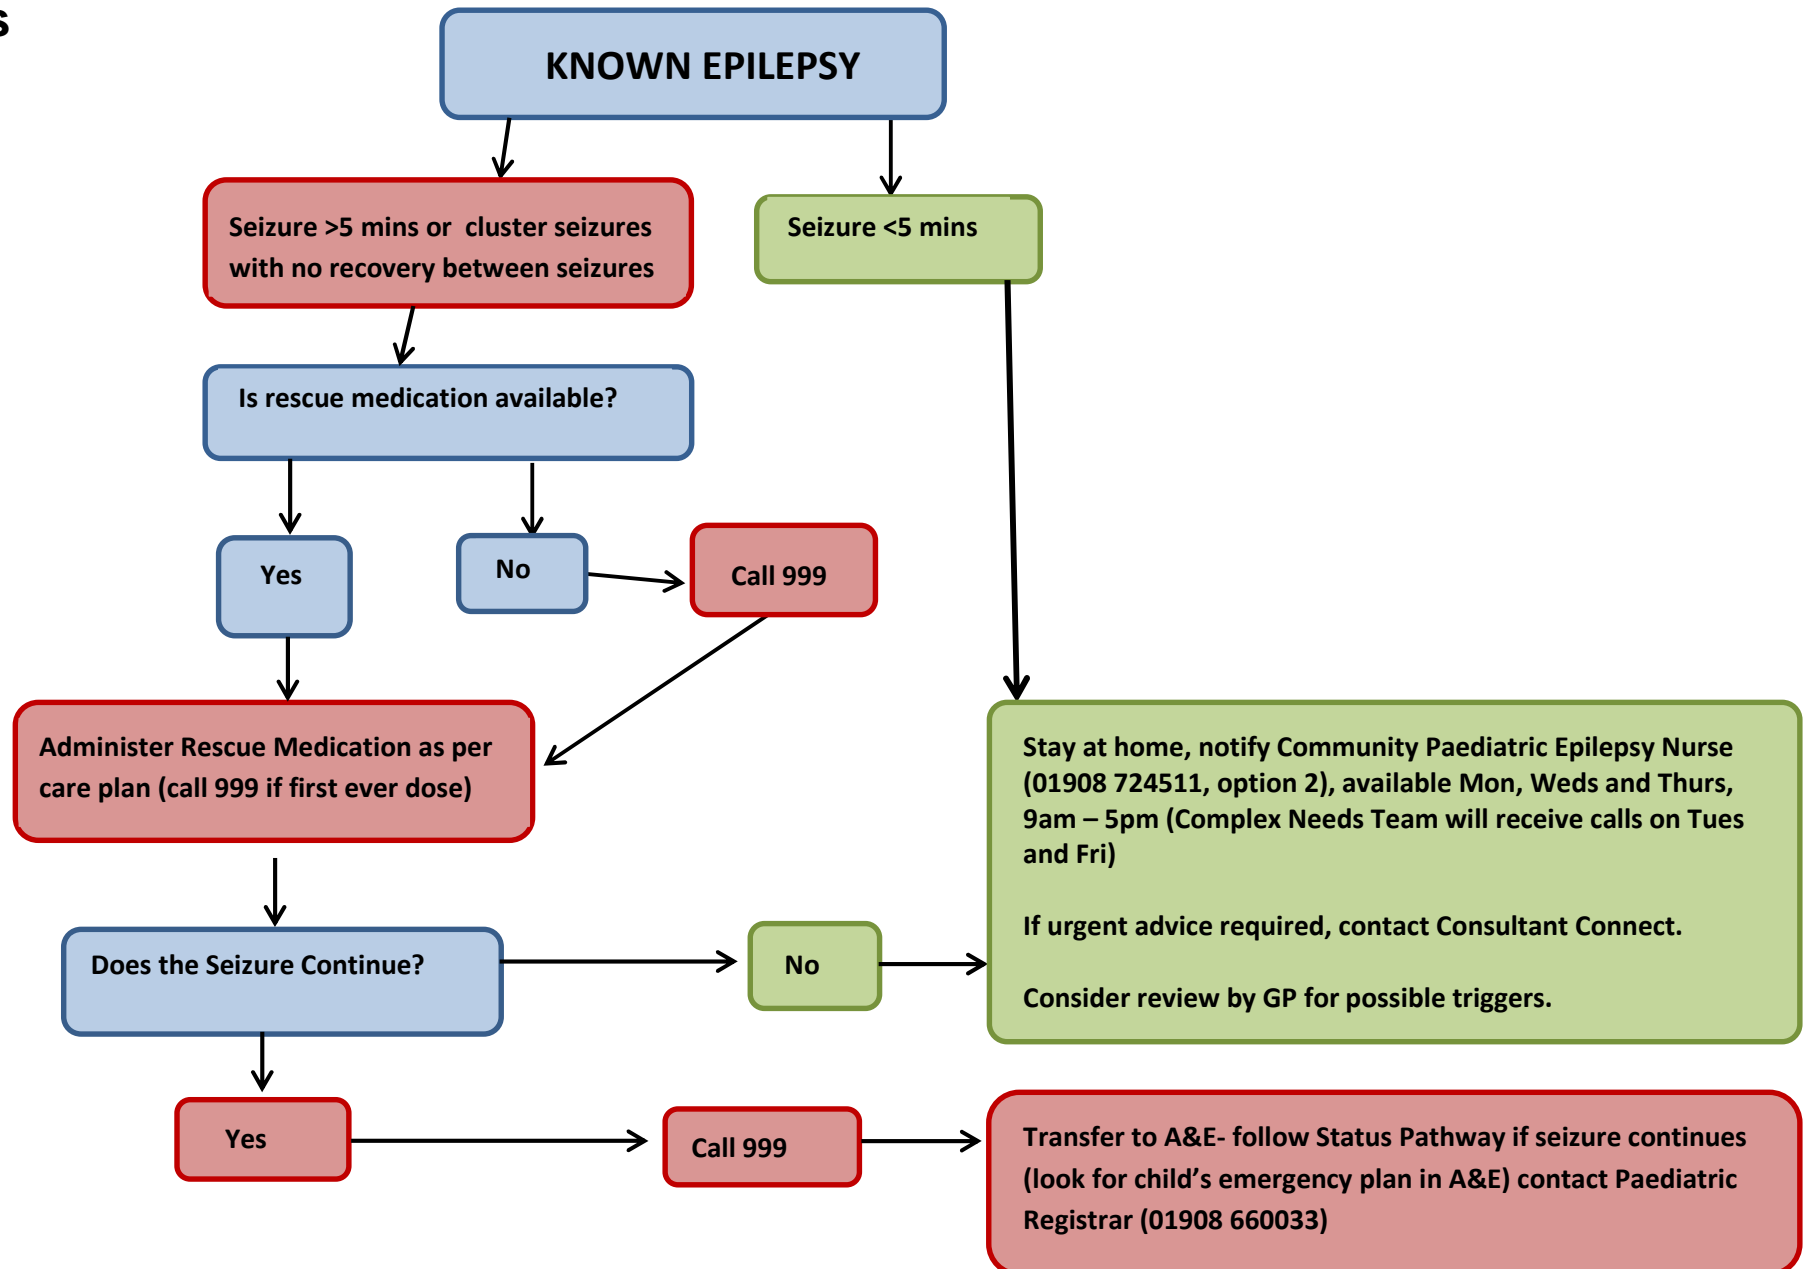 s
KNOWN EPILEPSY
Seizure >5 mins or cluster seizures
with no recovery between seizures
Seizure <5 mins
Is rescue medication available?
Yes
No
Call 999
Administer Rescue Medication as per
care plan (call 999 if first ever dose)
Stay at home, notify Community Paediatric Epilepsy Nurse
(01908 724511, option 2), available Mon, Weds and Thurs,
9am – 5pm (Complex Needs Team will receive calls on Tues
and Fri)
If urgent advice required, contact Consultant Connect.
Consider review by GP for possible triggers.
Does the Seizure Continue?
No
Yes
Call 999
Transfer to A&E- follow Status Pathway if seizure continues
(look for child’s emergency plan in A&E) contact Paediatric
Registrar (01908 660033)